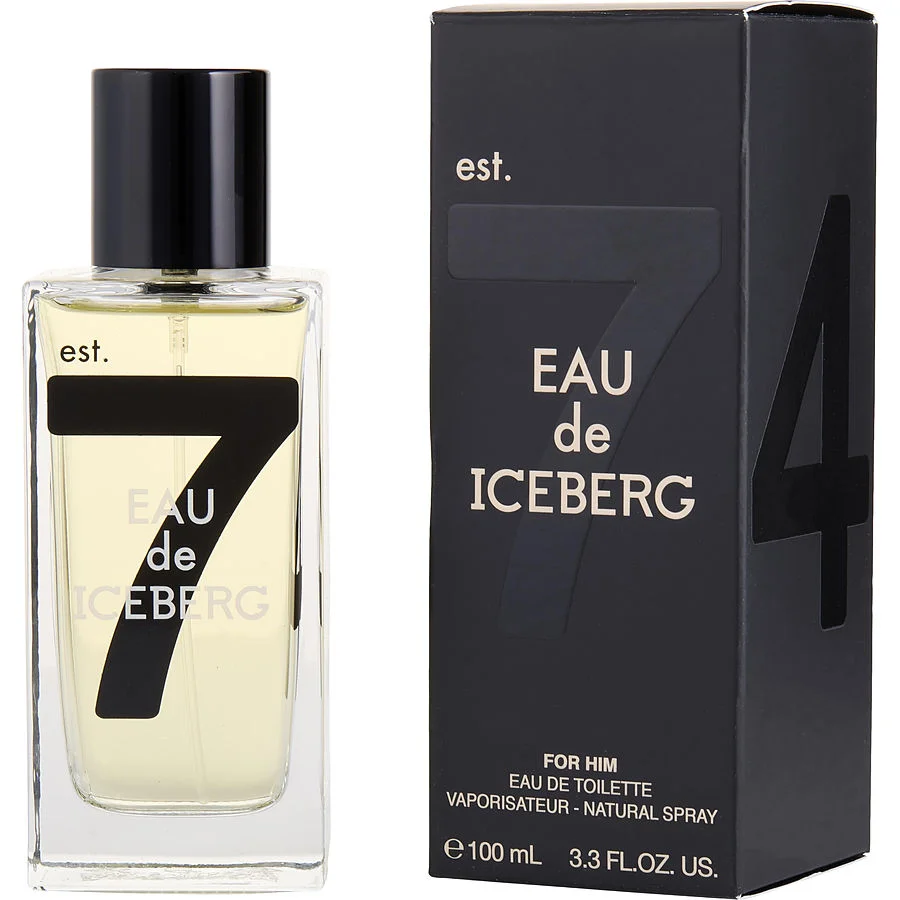 est.
7
EAU
de
ICEBERG
est.
7
EAU
de
ICEBERG
4
FOR HIM
EAU DE TOILETTE
VAPORISATEUR - NATURAL SPRAY
℮100 mL 3.3 FL.OZ. US.